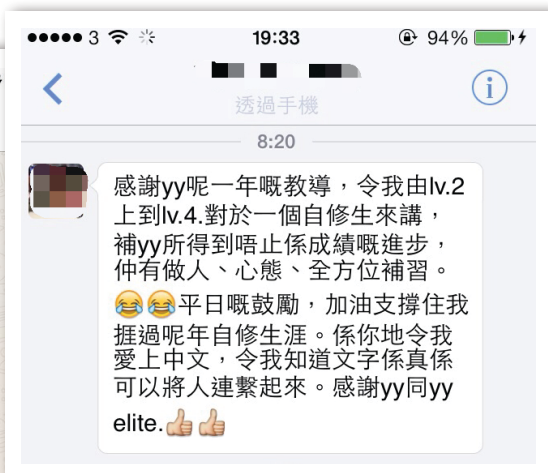 3 19:33 94%
透過手機
8:20
感謝yy呢一年嘅教導，令我由lv.2
上到lv.4.對於一個自修生來講，
補yy所得到唔止係成績嘅進步，
仲有做人、心態、全方位補習。
😂😂平日嘅鼓勵，加油支撐住我
捱過呢年自修生涯。係你地令我
愛上中文，令我知道文字係真係
可以將人連繫起來。感謝yy同yy
elite.👍👍